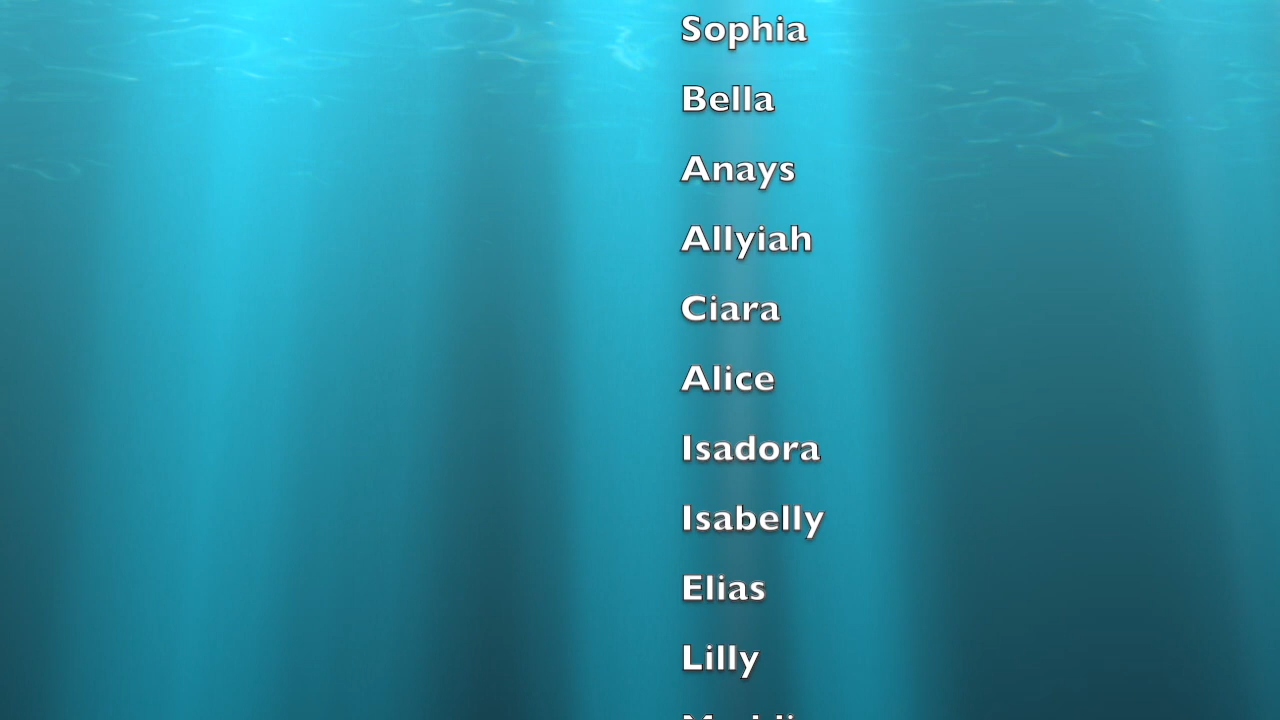 Sophia
Bella
Anays
Allyiah
Ciara
Alice
Isadora
Isabelly
Elias
Lilly